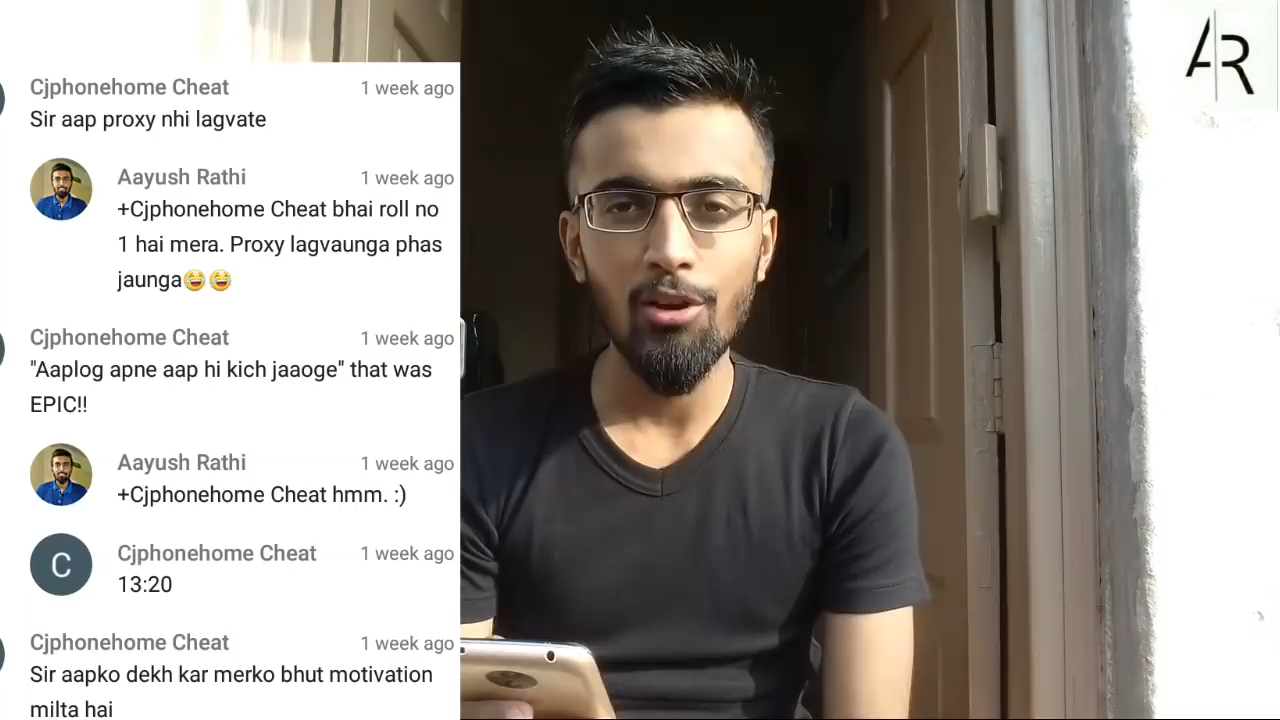 AR
Cjphonehome Cheat 1 week ago
Sir aap proxy nhi lagvate
Aayush Rathi 1 week ago
+Cjphonehome Cheat bhai roll no
1 hai mera. Proxy lagvaunga phas
jaunga😂😂
Cjphonehome Cheat 1 week ago
"Aaplog apne aap hi kich jaaoge" that was
EPIC!!
Aayush Rathi 1 week ago
+Cjphonehome Cheat hmm. :)
C
Cjphonehome Cheat 1 week ago
13:20
Cjphonehome Cheat 1 week ago
Sir aapko dekh kar merko bhut motivation
milta hai